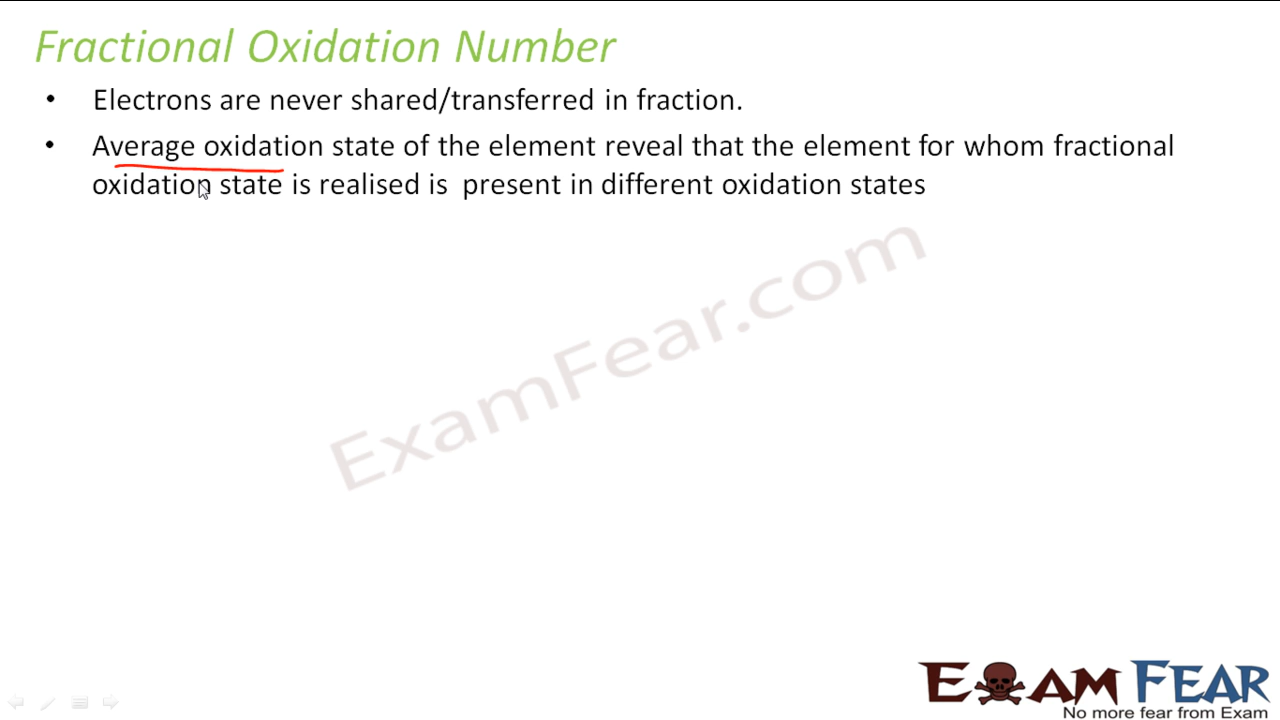 Fractional Oxidation Number
• Electrons are never shared/transferred in fraction.
• Average oxidation state of the element reveal that the element for whom fractional
oxidation state is realised is present in different oxidation states
ExamFear.com
EXAM FEAR
No more fear from Exam